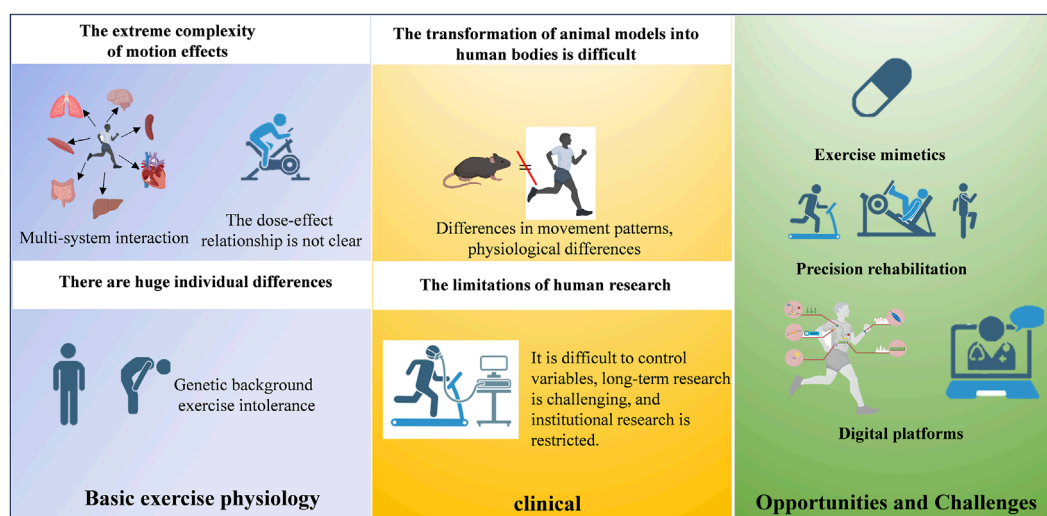 The extreme complexity
of motion effects
Multi-system interaction
The dose-effect
relationship is not clear
There are huge individual differences
Genetic background
exercise intolerance
Basic exercise physiology
The transformation of animal models into
human bodies is difficult
=
Differences in movement patterns,
physiological differences
The limitations of human research
It is difficult to control
variables, long-term research
is challenging, and
institutional research is
restricted.
clinical
Exercise mimetics
Precision rehabilitation
Digital platforms
Opportunities and Challenges